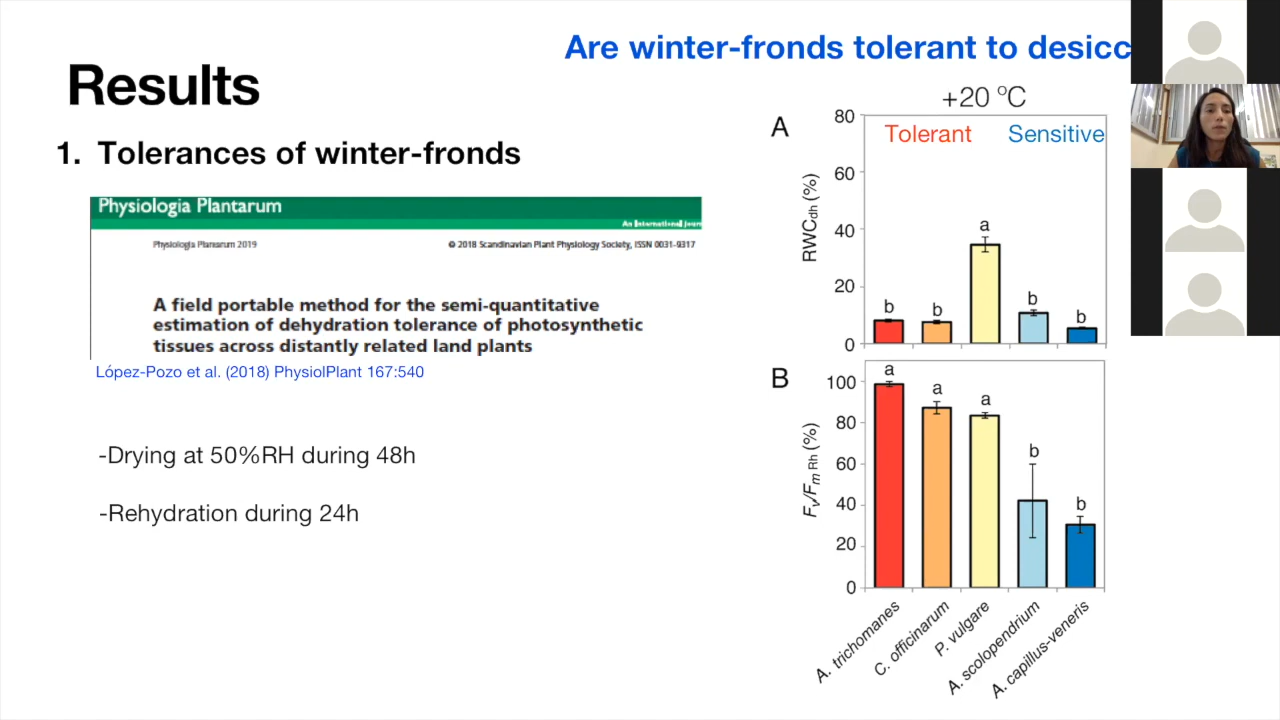 Are winter-fronds tolerant to desicc
Results
1. Tolerances of winter-fronds
Physiologia Plantarum
An International Journ
Physiologia Plantarum 2019
© 2018 Scandinavian Plant Physiology Society, ISSN 0031-9317
A field portable method for the semi-quantitative
estimation of dehydration tolerance of photosynthetic
tissues across distantly related land plants
López-Pozo et al. (2018) PhysiolPlant 167:540
-Drying at 50%RH during 48h
-Rehydration during 24h
+20 ºC
A
Tolerant
Sensitive
RWCdh (%)
80
60
40
20
0
b
b
a
b
b
B
Fv/Fm Rh (%)
100
80
60
40
20
0
a
a
a
b
b
A. trichomanes
C. officinarum
P. vulgare
A. scolopendrium
A. capillus-veneris